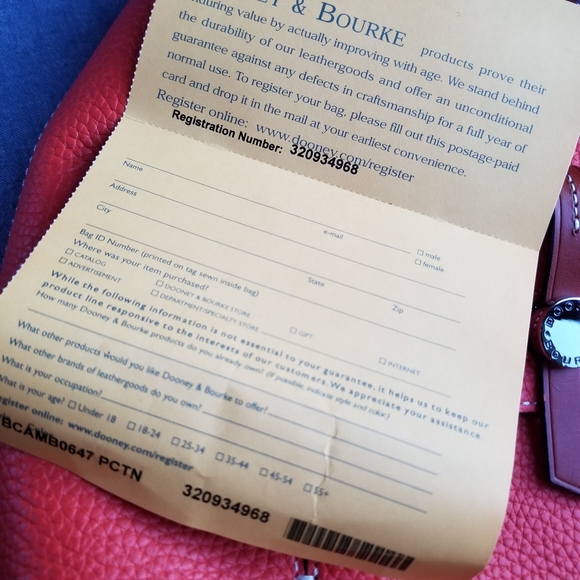 EY & BOURKE products prove their
enduring value by actually improving with age. We stand behind
the durability of our leathergoods and offer an unconditional
guarantee against any defects in craftsmanship for a full year of
normal use. To register your bag, please fill out this postage-paid
card and drop it in the mail at your earliest convenience.
Register online: www.dooney.com/register
Registration Number: 320934968
Name
e-mail
□ male
□ female
Address
City
State
Zip
Bag ID Number (printed on tag sewn inside bag)
Where was your item purchased?
□ CATALOG □ DOONEY & BOURKE STORE □ GIFT □ INTERNET
□ ADVERTISEMENT □ DEPARTMENT/SPECIALTY STORE
While the following information is not essential to your guarantee, it helps us to keep our
product line responsive to the interests of our customers. We appreciate your assistance.
How many Dooney & Bourke products do you already own? (if possible, indicate style and color.)
What other products would you like Dooney & Bourke to offer?
What other brands of leathergoods do you own?
What is your occupation?
What is your age? □ Under 18 □ 18-24 □ 25-34 □ 35-44 □ 45-54 □ 55+
Register online: www.dooney.com/register
BCAMB0647 PCTN
320934968